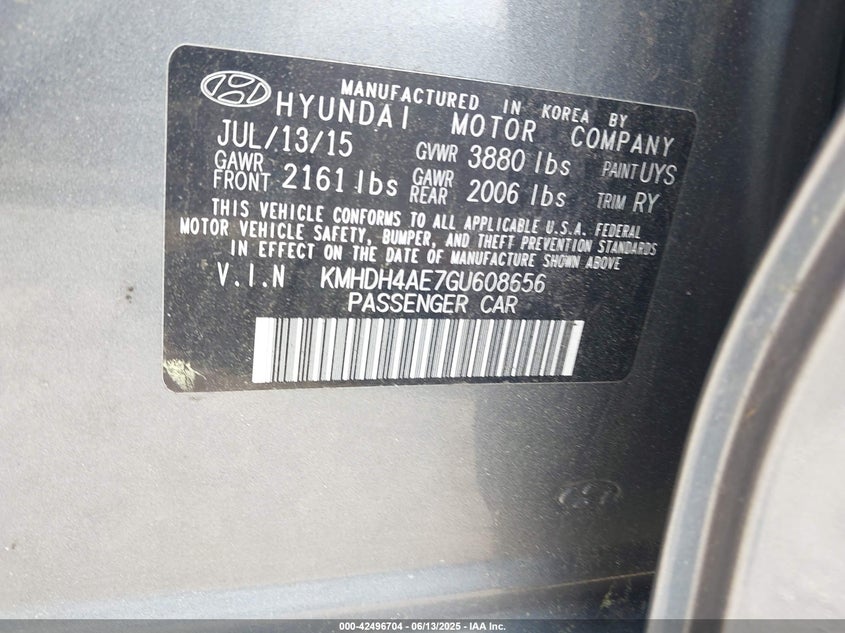 MANUFACTURED IN KOREA BY
HYUNDAI MOTOR COMPANY
JUL/13/15 GVWR 3880 lbs PAINT UYS
GAWR FRONT 2161 lbs GAWR REAR 2006 lbs TRIM RY
THIS VEHICLE CONFORMS TO ALL APPLICABLE U.S.A. FEDERAL
MOTOR VEHICLE SAFETY, BUMPER, AND THEFT PREVENTION STANDARDS
IN EFFECT ON THE DATE OF MANUFACTURE SHOWN ABOVE
V.I.N KMHDH4AE7GU608656
PASSENGER CAR
000-42496704 - 06/13/2025 - IAA Inc.